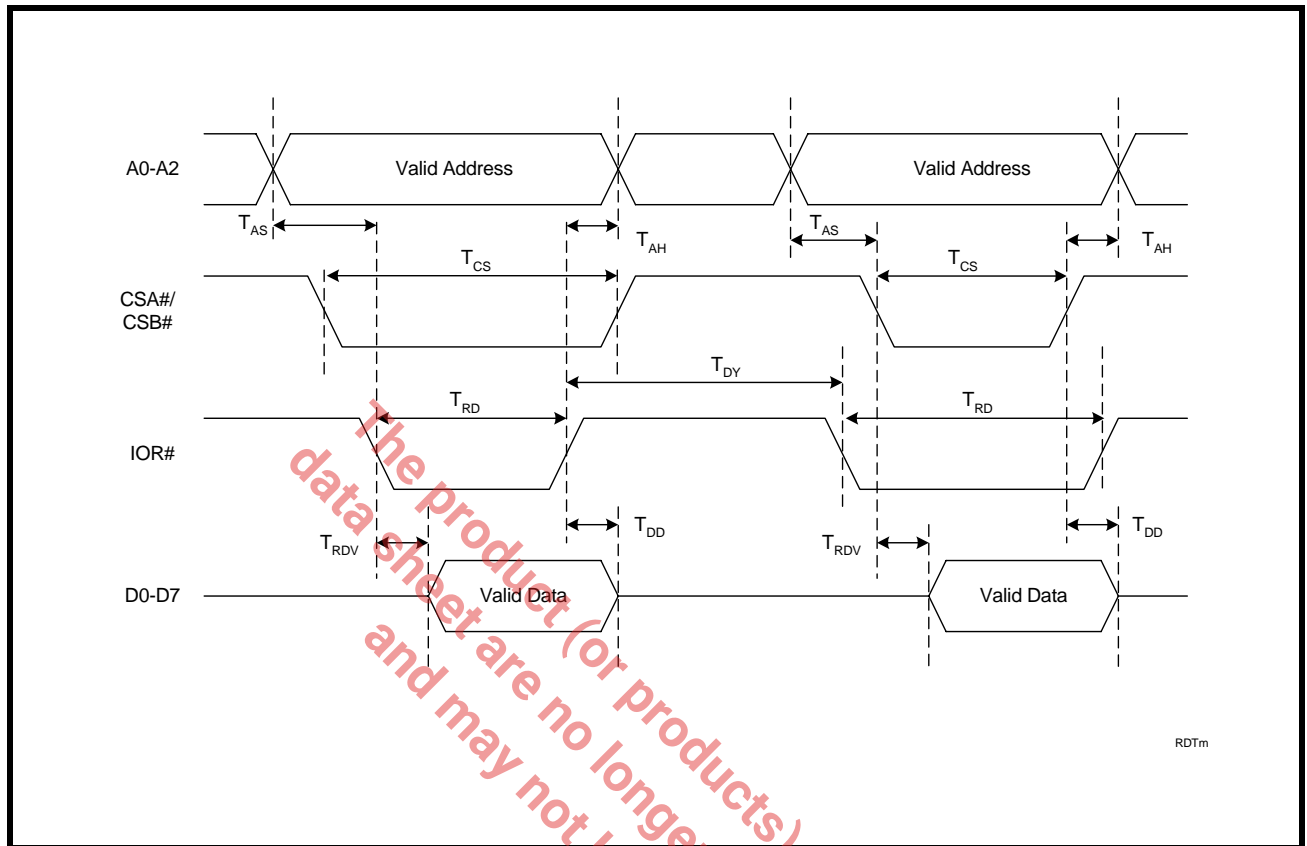 A0-A2
Valid Address
Valid Address
TAS
TAH
TAS
TAH
TCS
TCS
CSA#/
CSB#
TDY
TRD
TRD
IOR#
TRDV
TDD
TRDV
TDD
D0-D7
Valid Data
Valid Data
RDTm
The product (or products)
data sheet are no longer
and may not